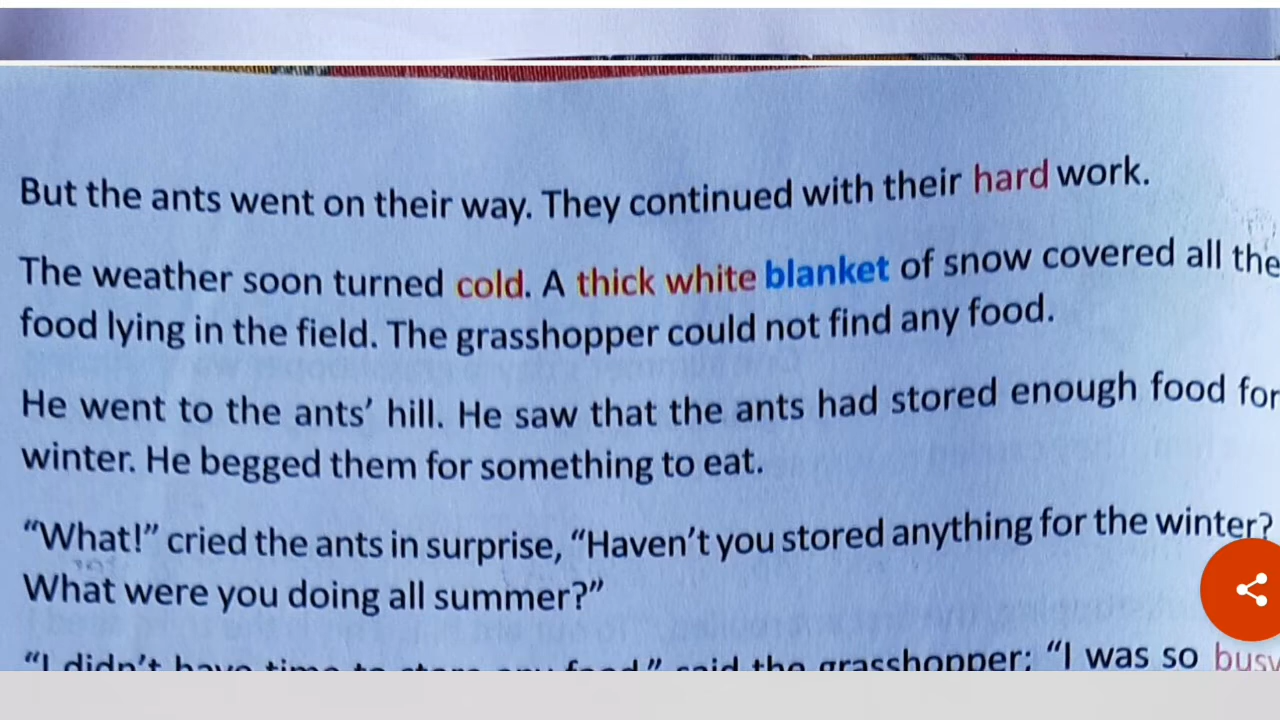 But the ants went on their way. They continued with their hard work.
The weather soon turned cold. A thick white blanket of snow covered all the
food lying in the field. The grasshopper could not find any food.
He went to the ants’ hill. He saw that the ants had stored enough food for
winter. He begged them for something to eat.
“What!” cried the ants in surprise, “Haven’t you stored anything for the winter?
What were you doing all summer?”
“I didn’t have time to store any food,” said the grasshopper; “I was so busy